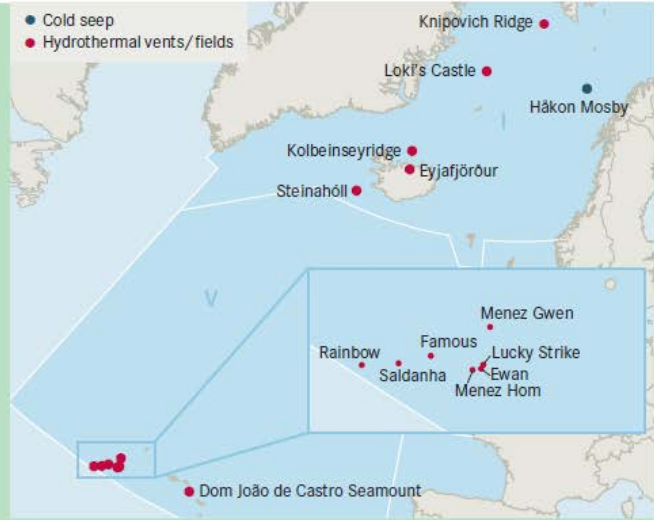 Cold seep
Hydrothermal vents/fields
Knipovich Ridge
Loki's Castle
Håkon Mosby
I
Kolbeinseyridge
Eyjafjörður
Steinahóll
V
Menez Gwen
Famous
Rainbow
Lucky Strike
Saldanha
Ewan
Menez Hom
Dom João de Castro Seamount